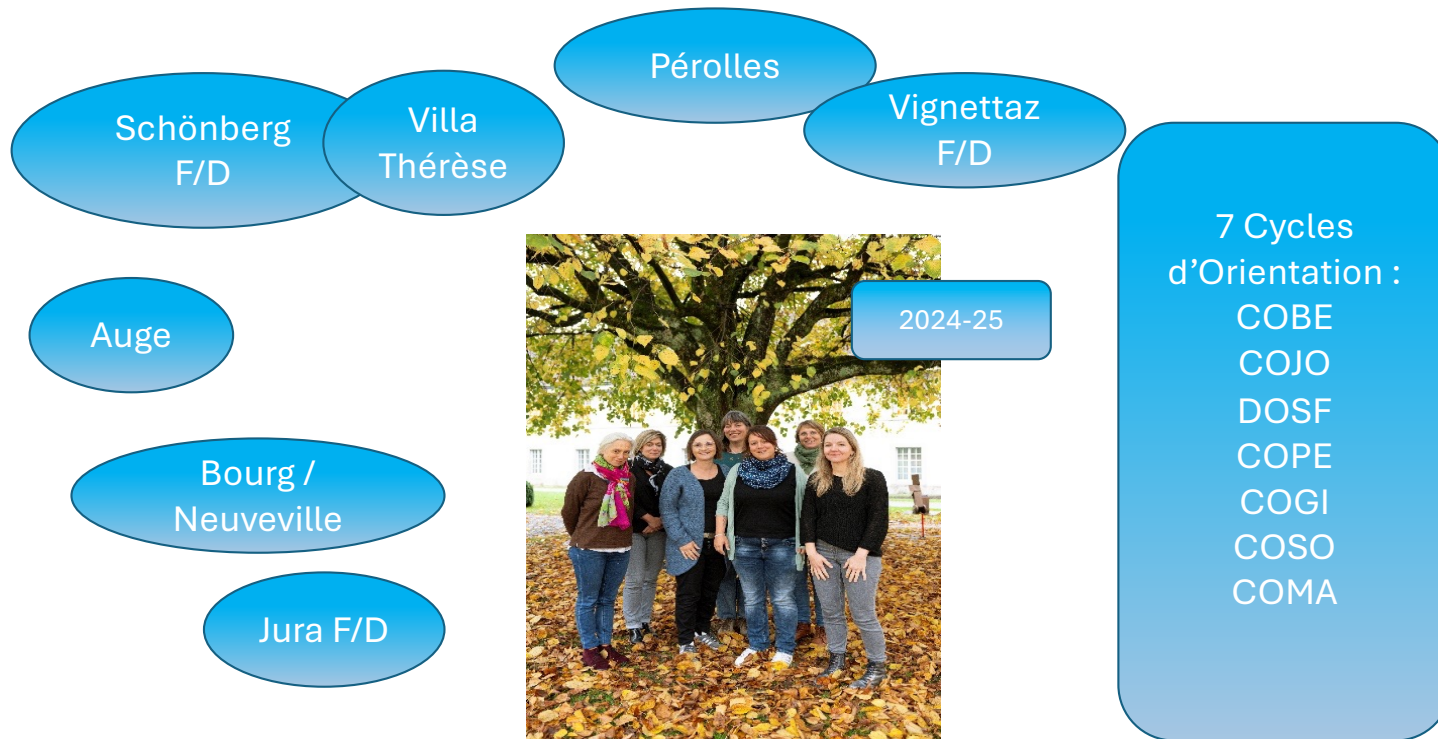 Pérolles
Schönberg
F/D
Villa
Thérèse
Vignettaz
F/D
Auge
2024-25
Bourg /
Neuveville
Jura F/D
7 Cycles
d’Orientation :
COBE
COJO
DOSF
COPE
COGI
COSO
COMA